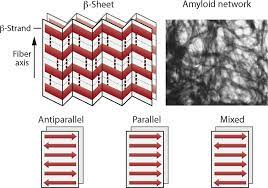 β-Sheet
Amyloid network
β-Strand
Fiber
axis
Antiparallel
Parallel
Mixed